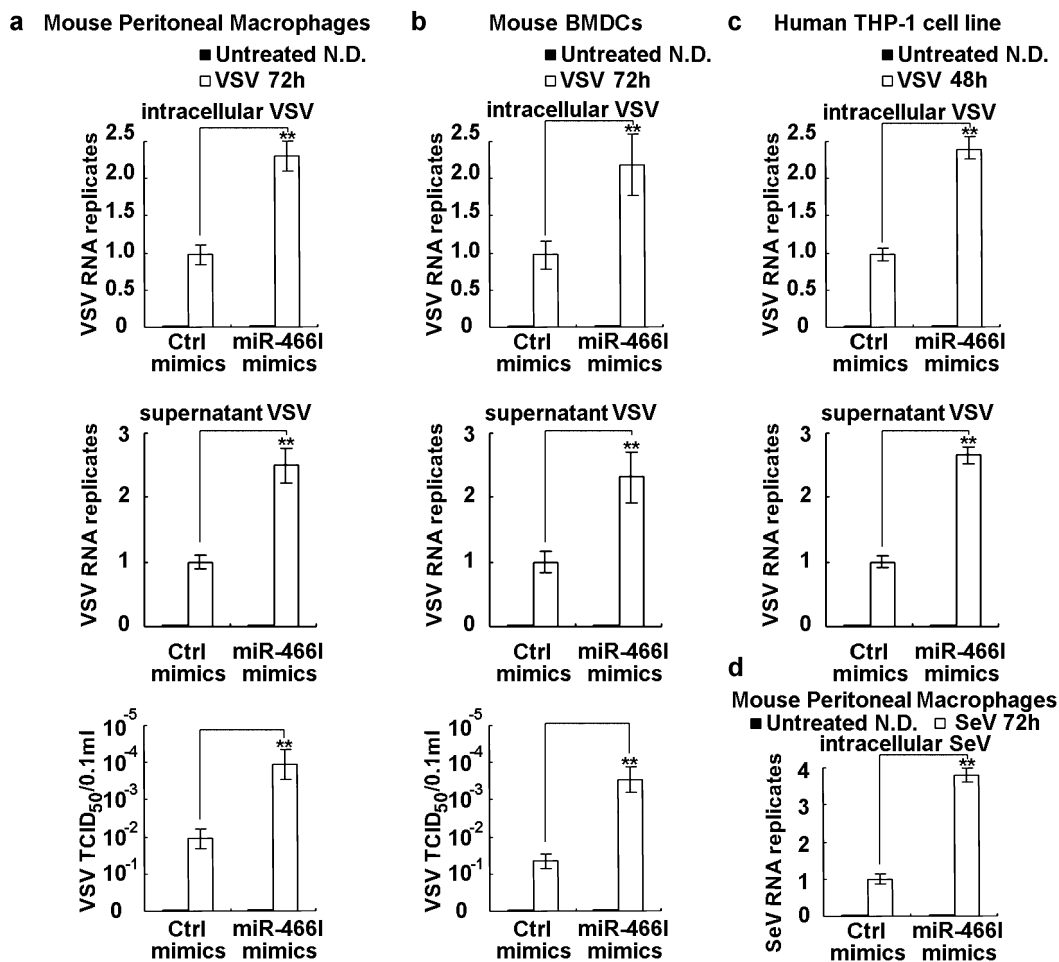 a Mouse Peritoneal Macrophages
Untreated N.D.
VSV 72h
intracellular VSV
VSV RNA replicates
2.5
2.0
1.5
1.0
0.5
0
**
Ctrl mimics
miR-466l mimics
supernatant VSV
VSV RNA replicates
3
2
1
0
**
Ctrl mimics
miR-466l mimics
VSV TCID50/0.1ml
10-5
10-4
10-3
10-2
10-1
0
**
Ctrl mimics
miR-466l mimics
b Mouse BMDCs
Untreated N.D.
VSV 72h
intracellular VSV
VSV RNA replicates
2.5
2.0
1.5
1.0
0.5
0
**
Ctrl mimics
miR-466l mimics
supernatant VSV
VSV RNA replicates
3
2
1
0
**
Ctrl mimics
miR-466l mimics
VSV TCID50/0.1ml
10-5
10-4
10-3
10-2
10-1
0
**
Ctrl mimics
miR-466l mimics
c Human THP-1 cell line
Untreated N.D.
VSV 48h
intracellular VSV
VSV RNA replicates
2.5
2.0
1.5
1.0
0.5
0
**
Ctrl mimics
miR-466l mimics
supernatant VSV
VSV RNA replicates
3
2
1
0
**
Ctrl mimics
miR-466l mimics
d
Mouse Peritoneal Macrophages
Untreated N.D. SeV 72h
intracellular SeV
SeV RNA replicates
4
3
2
1
0
**
Ctrl mimics
miR-466l mimics